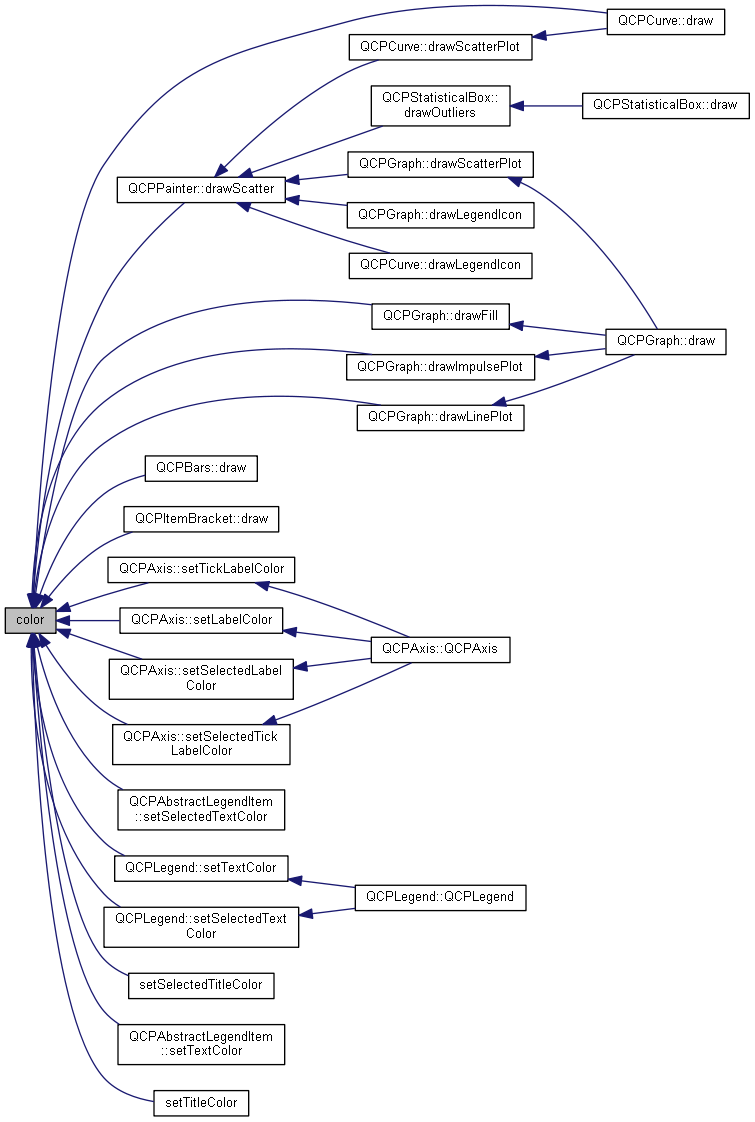 QCPCurve::draw
QCPCurve::drawScatterPlot
QCPStatisticalBox::
drawOutliers
QCPStatisticalBox::draw
QCPGraph::drawScatterPlot
QCPPainter::drawScatter
QCPGraph::drawLegendIcon
QCPCurve::drawLegendIcon
QCPGraph::drawFill
QCPGraph::draw
QCPGraph::drawImpulsePlot
QCPGraph::drawLinePlot
QCPBars::draw
QCPItemBracket::draw
QCPAxis::setTickLabelColor
color
QCPAxis::setLabelColor
QCPAxis::QCPAxis
QCPAxis::setSelectedLabel
Color
QCPAxis::setSelectedTick
LabelColor
QCPAbstractLegendItem
::setSelectedTextColor
QCPLegend::setTextColor
QCPLegend::QCPLegend
QCPLegend::setSelectedText
Color
setSelectedTitleColor
QCPAbstractLegendItem
::setTextColor
setTitleColor